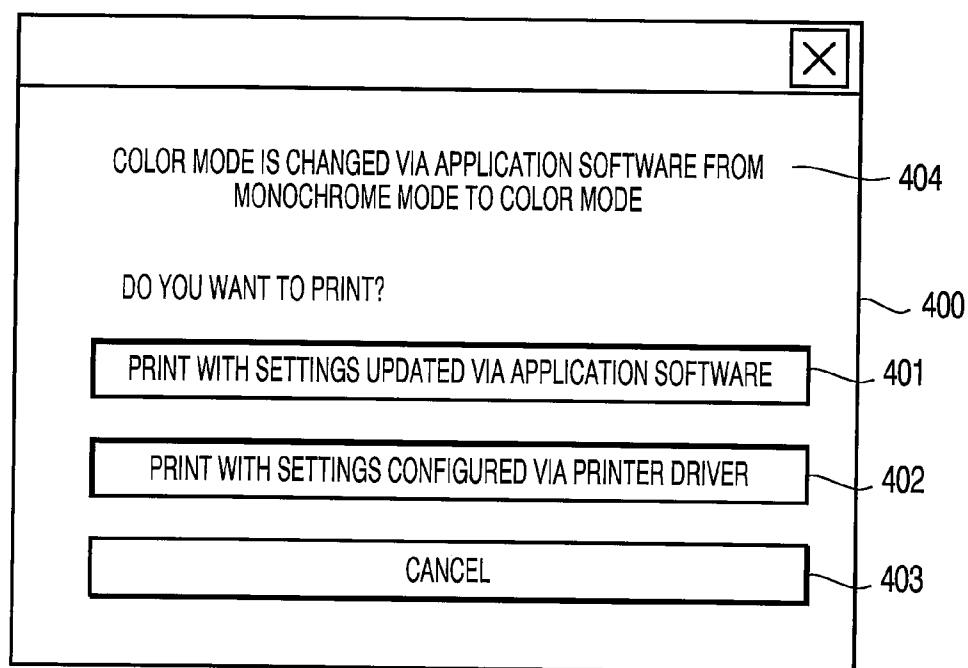 COLOR MODE IS CHANGED VIA APPLICATION SOFTWARE FROM
MONOCHROME MODE TO COLOR MODE
404
DO YOU WANT TO PRINT?
400
PRINT WITH SETTINGS UPDATED VIA APPLICATION SOFTWARE
401
PRINT WITH SETTINGS CONFIGURED VIA PRINTER DRIVER
402
CANCEL
403